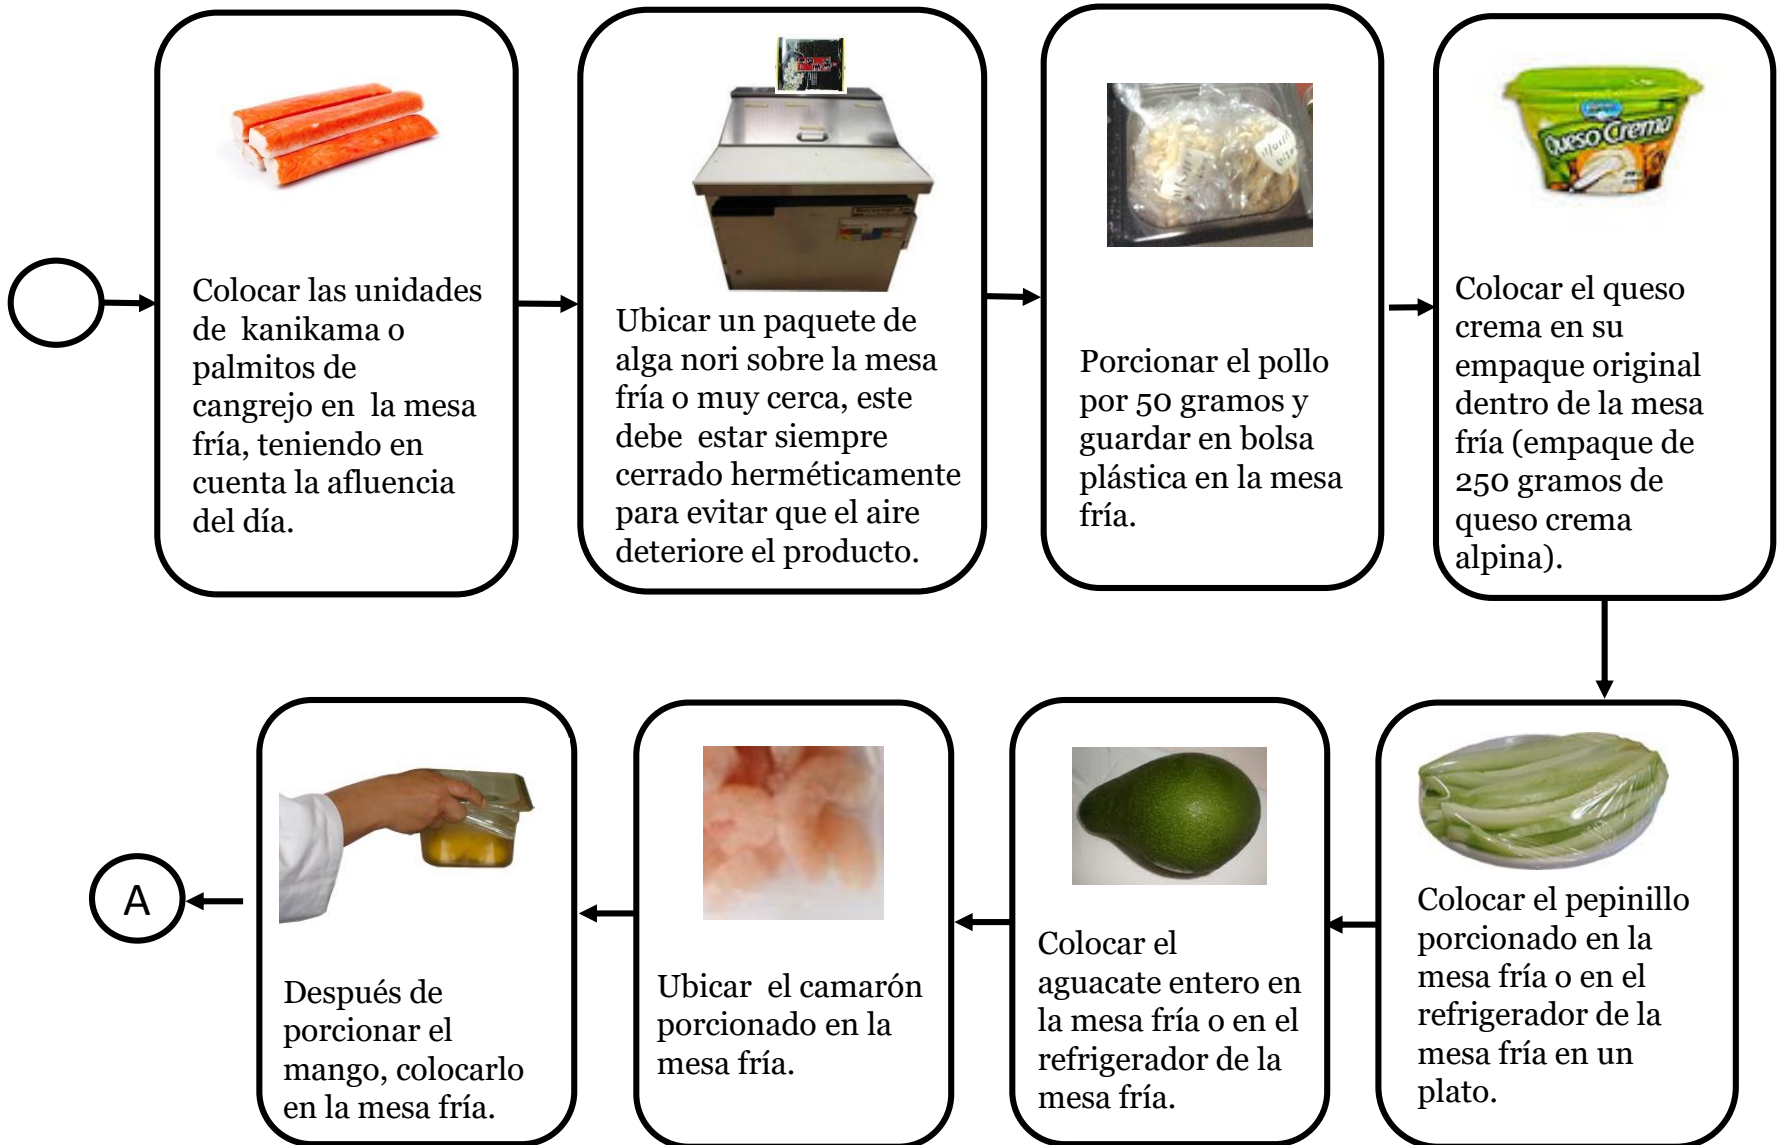 Colocar las unidades
de kanikama o
palmitos de
cangrejo en la mesa
fría, teniendo en
cuenta la afluencia
del día.
Ubicar un paquete de
alga nori sobre la mesa
fría o muy cerca, este
debe estar siempre
cerrado herméticamente
para evitar que el aire
deteriore el producto.
Porcionar el pollo
por 50 gramos y
guardar en bolsa
plástica en la mesa
fría.
Queso Crema
Colocar el queso
crema en su
empaque original
dentro de la mesa
fría (empaque de
250 gramos de
queso crema
alpina).
Colocar el pepinillo
porcionado en la
mesa fría o en el
refrigerador de la
mesa fría en un
plato.
Colocar el
aguacate entero en
la mesa fría o en el
refrigerador de la
mesa fría.
Ubicar el camarón
porcionado en la
mesa fría.
Después de
porcionar el
mango, colocarlo
en la mesa fría.
A